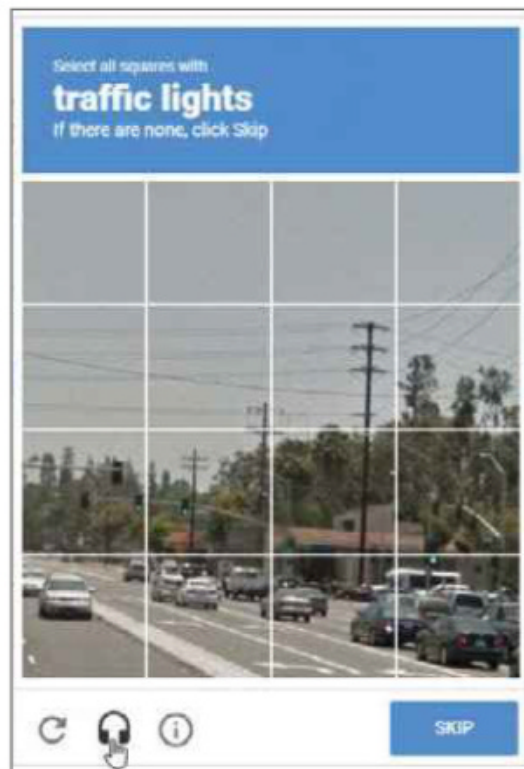 Select all squares with
traffic lights
If there are none, click Skip
SKIP